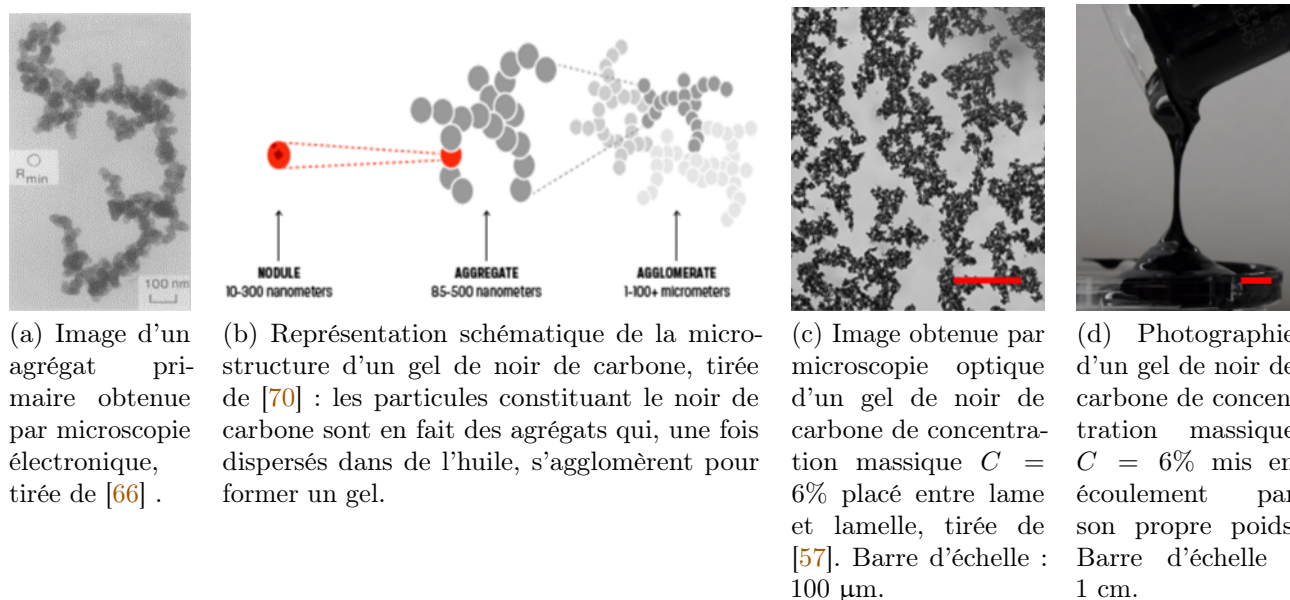 R min
100 nm
NODULE
10-300 nanometers
AGGREGATE
85-500 nanometers
AGGLOMERATE
1-100+ micrometers
(a) Image d'un
agrégat pri-
maire obtenue
par microscopie
électronique,
tirée de [66] .
(b) Représentation schématique de la micro-
structure d'un gel de noir de carbone, tirée
de [70] : les particules constituant le noir de
carbone sont en fait des agrégats qui, une fois
dispersés dans de l'huile, s'agglomèrent pour
former un gel.
(c) Image obtenue par
microscopie optique
d'un gel de noir de
carbone de concentra-
tion massique C =
6% placé entre lame
et lamelle, tirée de
[57]. Barre d'échelle :
100 μm.
(d) Photographie
d'un gel de noir de
carbone de concen
tration massique
C = 6% mis en
écoulement par
son propre poids
Barre d'échelle
1 cm.